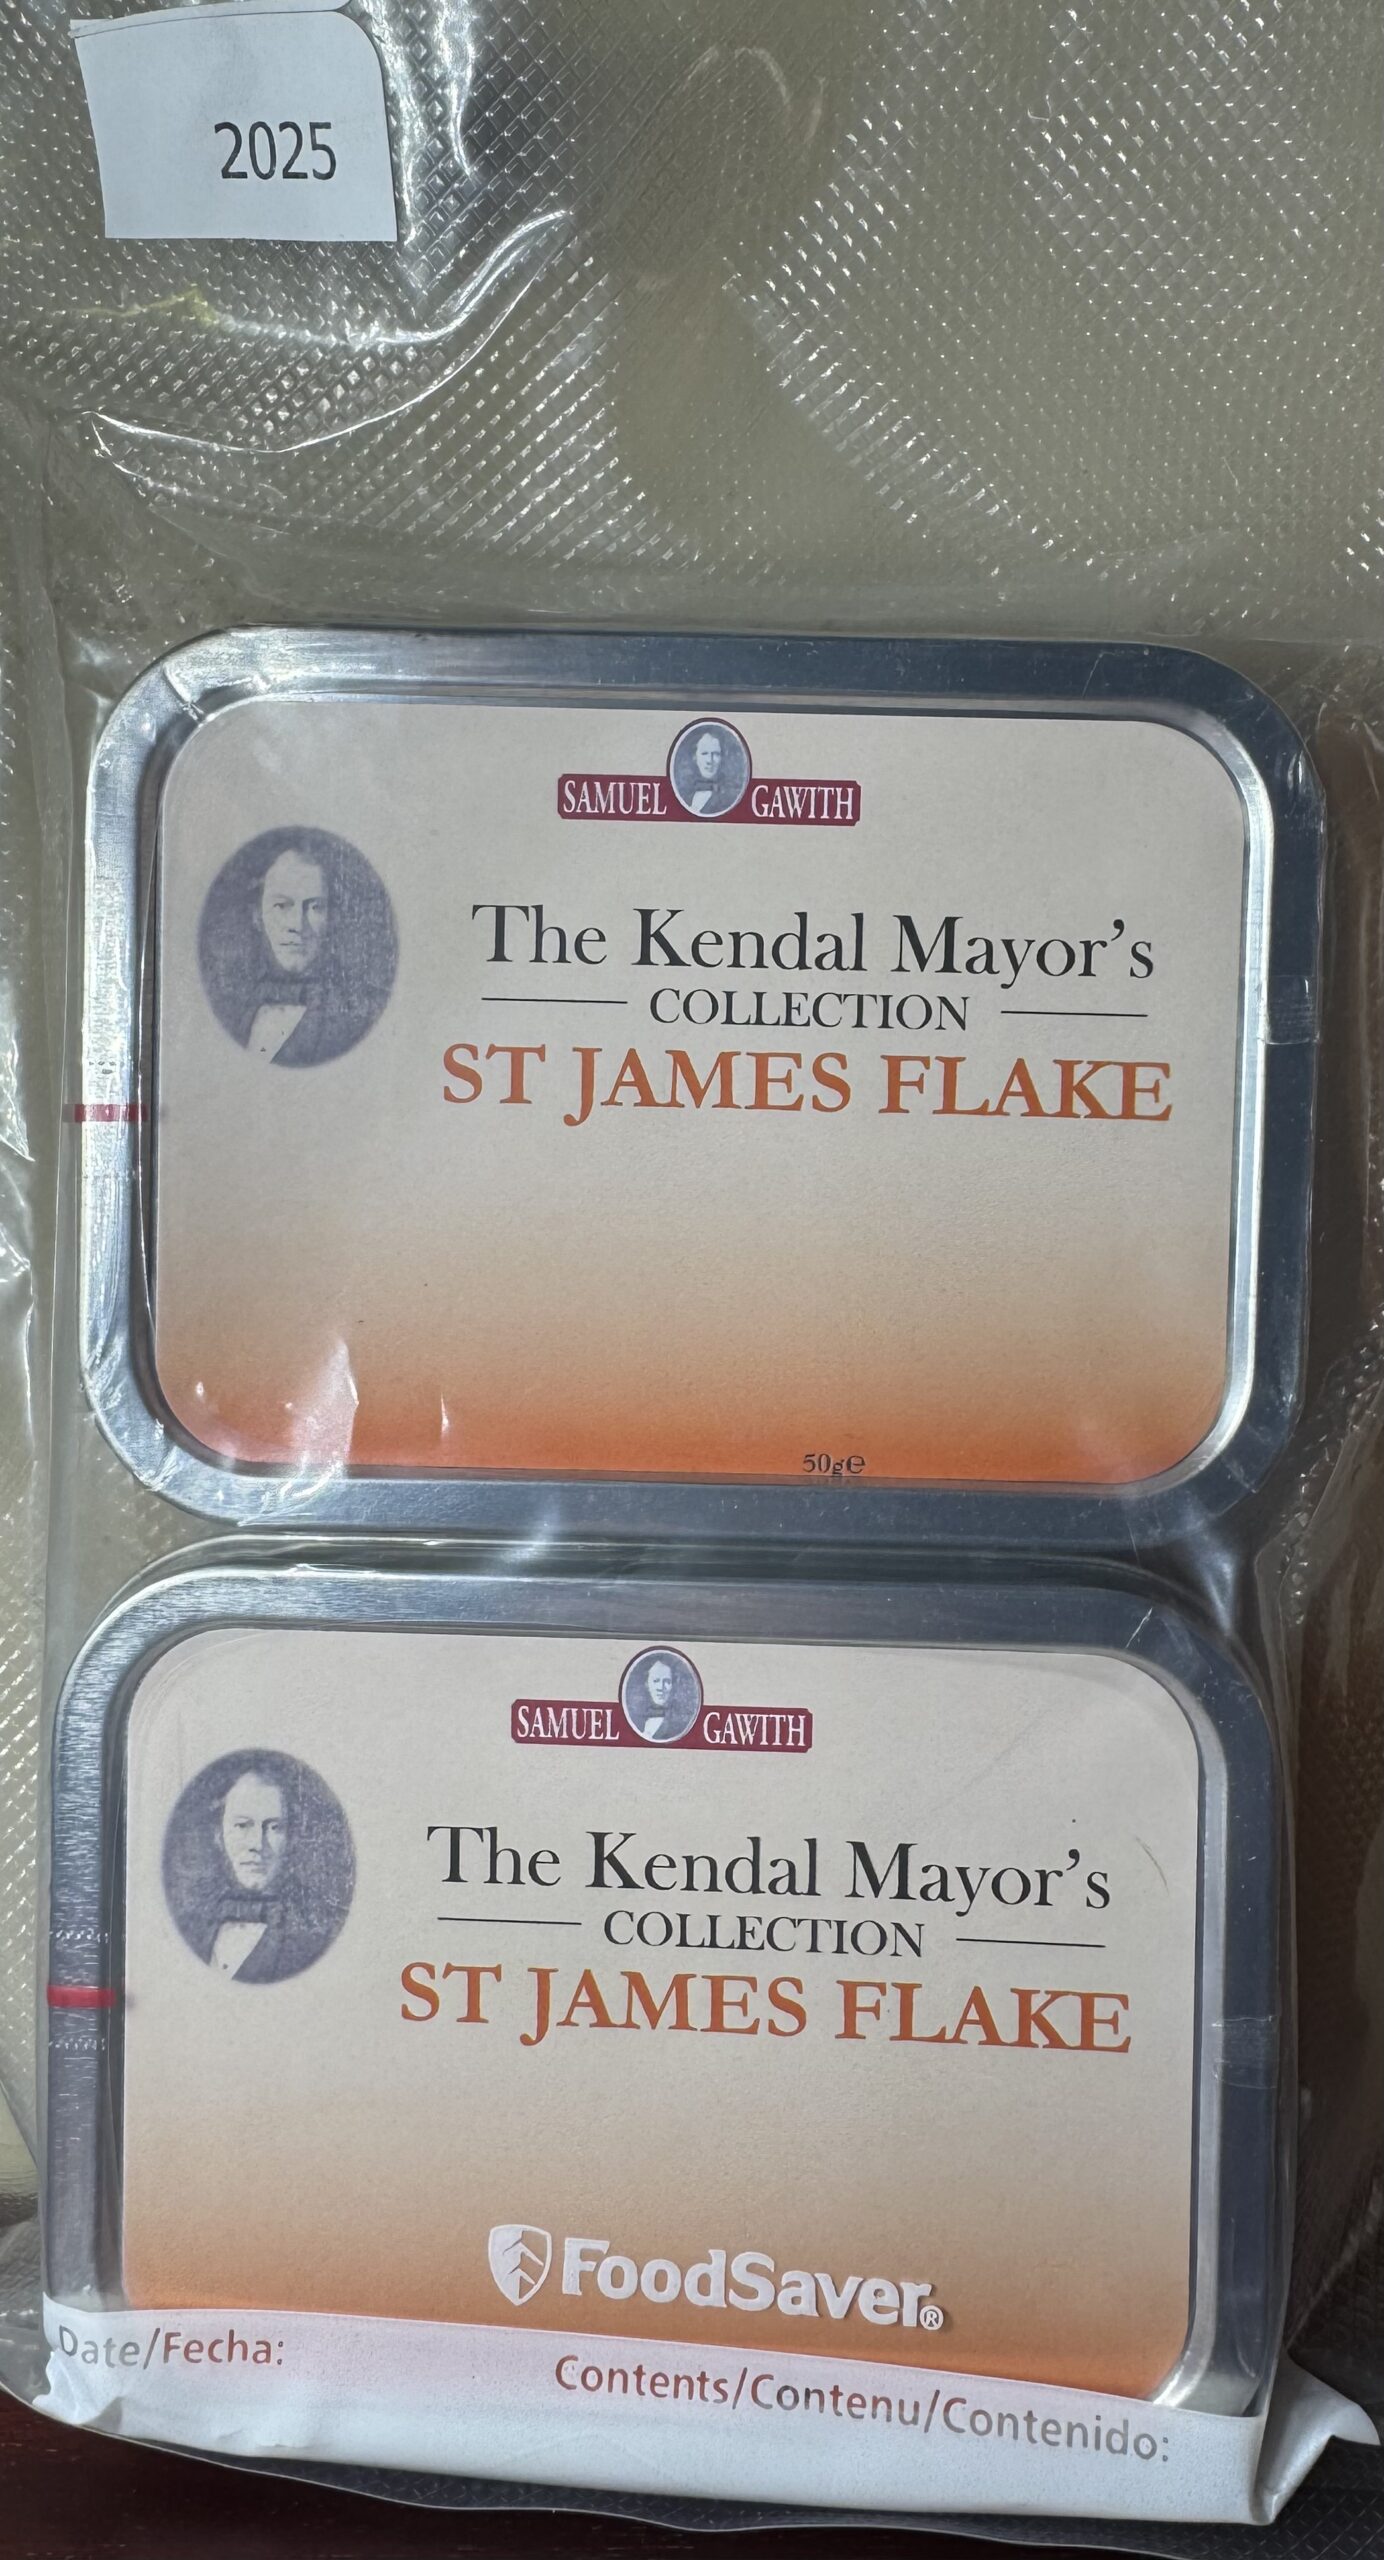 2025
SAMUEL GAWITH
The Kendal Mayor's
COLLECTION
ST JAMES FLAKE
50g℮
SAMUEL GAWITH
The Kendal Mayor's
COLLECTION
ST JAMES FLAKE
FoodSaver®
Date/Fecha:
Contents/Contenu/Contenido: